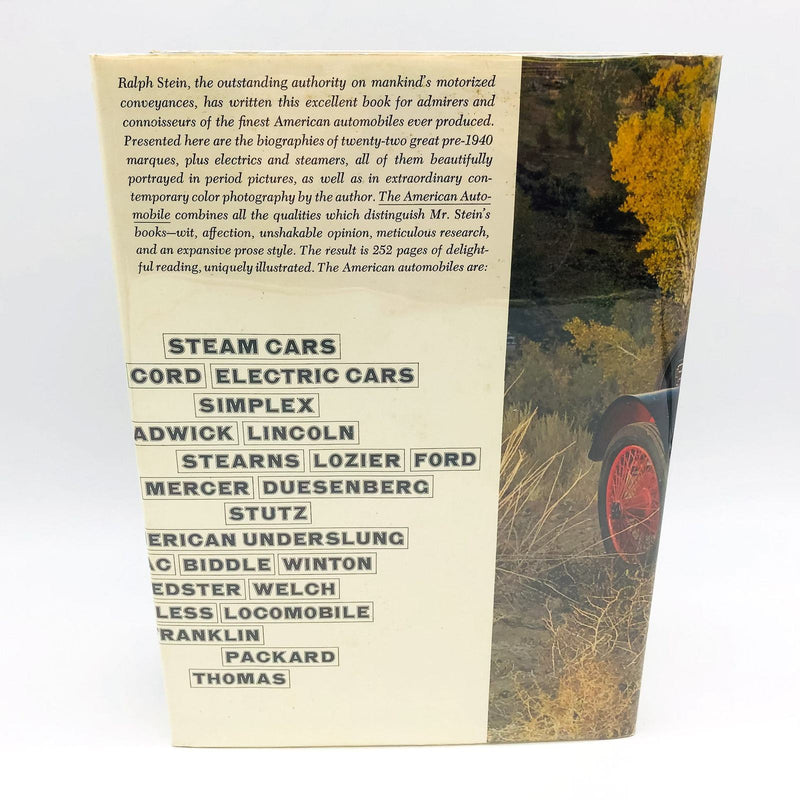 Ralph Stein, the outstanding authority on mankind's motorized
conveyances, has written this excellent book for admirers and
connoisseurs of the finest American automobiles ever produced.
Presented here are the biographies of twenty-two great pre-1940
marques, plus electrics and steamers, all of them beautifully
portrayed in period pictures, as well as in extraordinary con-
temporary color photography by the author. The American Auto-
mobile combines all the qualities which distinguish Mr. Stein's
books—wit, affection, unshakable opinion, meticulous research,
and an expansive prose style. The result is 252 pages of delight-
ful reading, uniquely illustrated. The American automobiles are:
STEAM CARS
CORD ELECTRIC CARS
SIMPLEX
ADWICK LINCOLN
STEARNS LOZIER FORD
MERCER DUESENBERG
STUTZ
ERICAN UNDERSLUNG
AC BIDDLE WINTON
EDSTER WELCH
LESS LOCOMOBILE
FRANKLIN
PACKARD
THOMAS